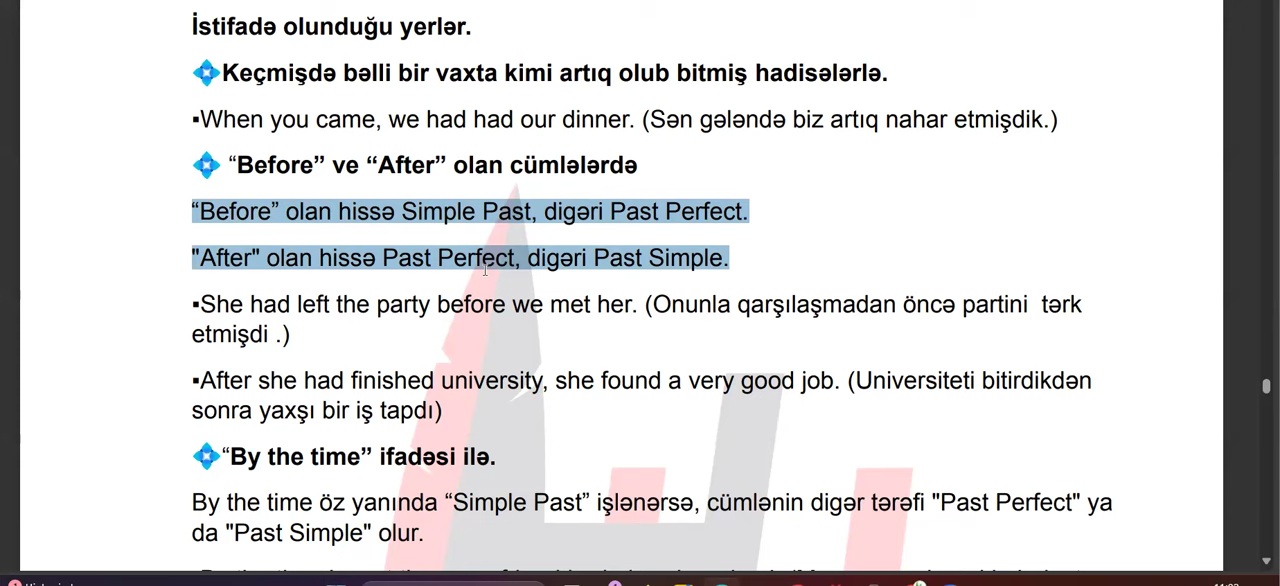 İstifadə olunduğu yerlər.
💠Keçmişdə bəlli bir vaxta kimi artıq olub bitmiş hadisələrlə.
▪When you came, we had had our dinner. (Sən gələndə biz artıq nahar etmişdik.)
💠 “Before” ve “After” olan cümlələrdə
“Before” olan hissə Simple Past, digəri Past Perfect.
"After" olan hissə Past Perfect, digəri Past Simple.
▪She had left the party before we met her. (Onunla qarşılaşmadan öncə partini tərk
etmişdi .)
▪After she had finished university, she found a very good job. (Universiteti bitirdikdən
sonra yaxşı bir iş tapdı)
💠“By the time” ifadəsi ilə.
By the time öz yanında “Simple Past” işlənərsə, cümlənin digər tərəfi "Past Perfect" ya
da "Past Simple" olur.